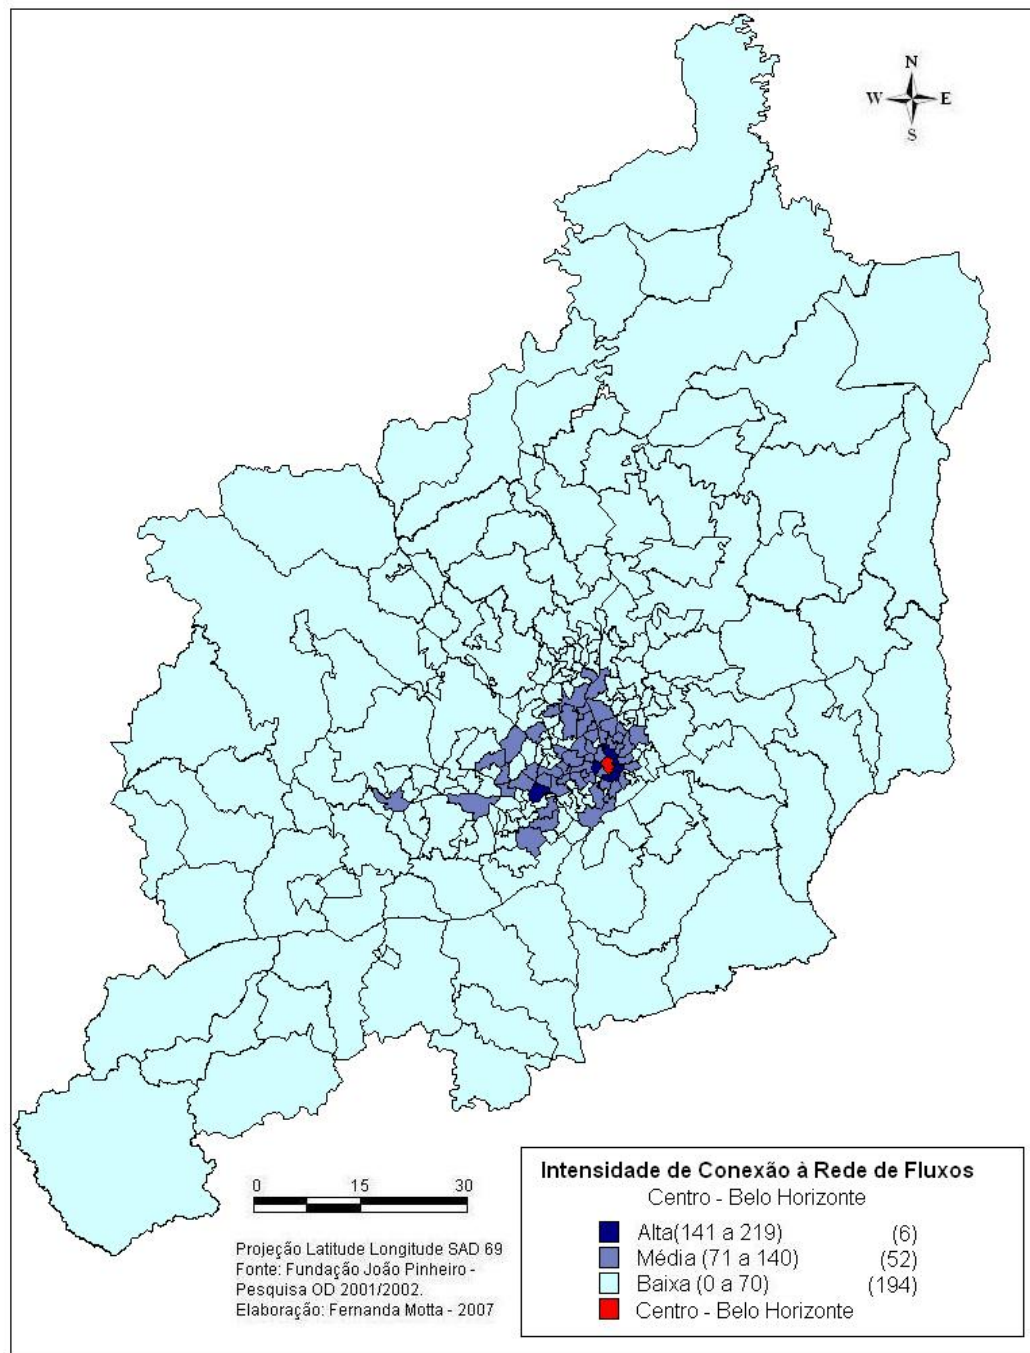 N
W E
S
Intensidade de Conexão à Rede de Fluxos
Centro - Belo Horizonte
Alta(141 a 219) (6)
Média (71 a 140) (52)
Baixa (0 a 70) (194)
Centro - Belo Horizonte
0 15 30
Projeção Latitude Longitude SAD 69
Fonte: Fundação João Pinheiro -
Pesquisa OD 2001/2002.
Elaboração: Fernanda Motta - 2007